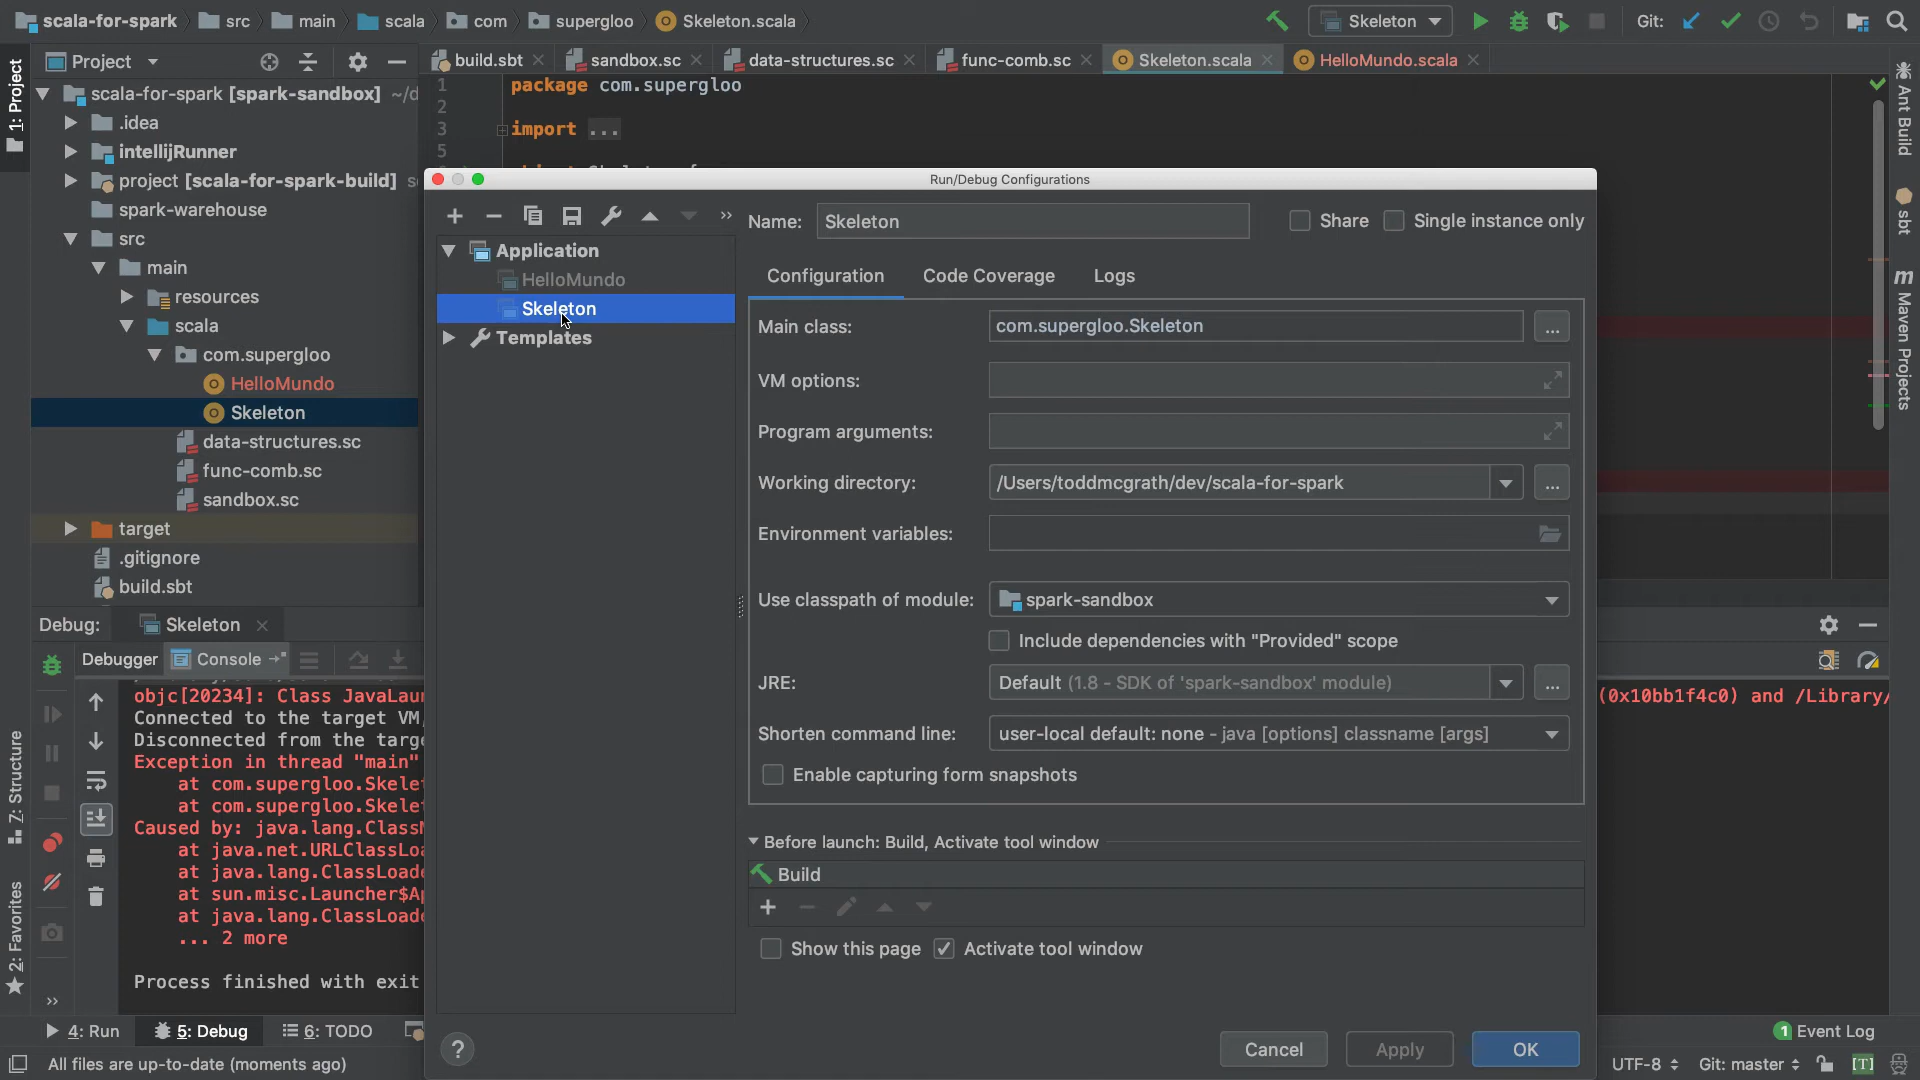 scala-for-spark src main scala com supergloo Skeleton.scala Skeleton Git:
1: Project
Project
build.sbt sandbox.sc data-structures.sc func-comb.sc Skeleton.scala HelloMundo.scala
scala-for-spark [spark-sandbox] ~/d
.idea
intellijRunner
project [scala-for-spark-build] s
spark-warehouse
src
main
resources
scala
com.supergloo
HelloMundo
Skeleton
data-structures.sc
func-comb.sc
sandbox.sc
target
.gitignore
build.sbt
1 package com.supergloo
2
3 import ...
5
Run/Debug Configurations
Application
HelloMundo
Skeleton
Templates
Name: Skeleton Share Single instance only
Configuration Code Coverage Logs
Main class: com.supergloo.Skeleton ...
VM options:
Program arguments:
Working directory: /Users/toddmcgrath/dev/scala-for-spark ...
Environment variables:
Use classpath of module: spark-sandbox
Include dependencies with "Provided" scope
JRE: Default (1.8 - SDK of 'spark-sandbox' module) ...
Shorten command line: user-local default: none - java [options] classname [args]
Enable capturing form snapshots
Before launch: Build, Activate tool window
Build
Show this page Activate tool window
? Cancel Apply OK
Ant Build
sbt
m Maven Projects
Debug: Skeleton
Debugger Console
objc[20234]: Class JavaLau
(0x10bb1f4c0) and /Library/
Connected to the target VM,
Disconnected from the targe
Exception in thread "main"
at com.supergloo.Skele
at com.supergloo.Skele
Caused by: java.lang.Class
at java.net.URLClassLo
at java.lang.ClassLoade
at sun.misc.Launcher$A
at java.lang.ClassLoade
... 2 more
Process finished with exit
Z: Structure
2: Favorites
4: Run 5: Debug 6: TODO 1 Event Log
All files are up-to-date (moments ago) UTF-8 Git: master [T]